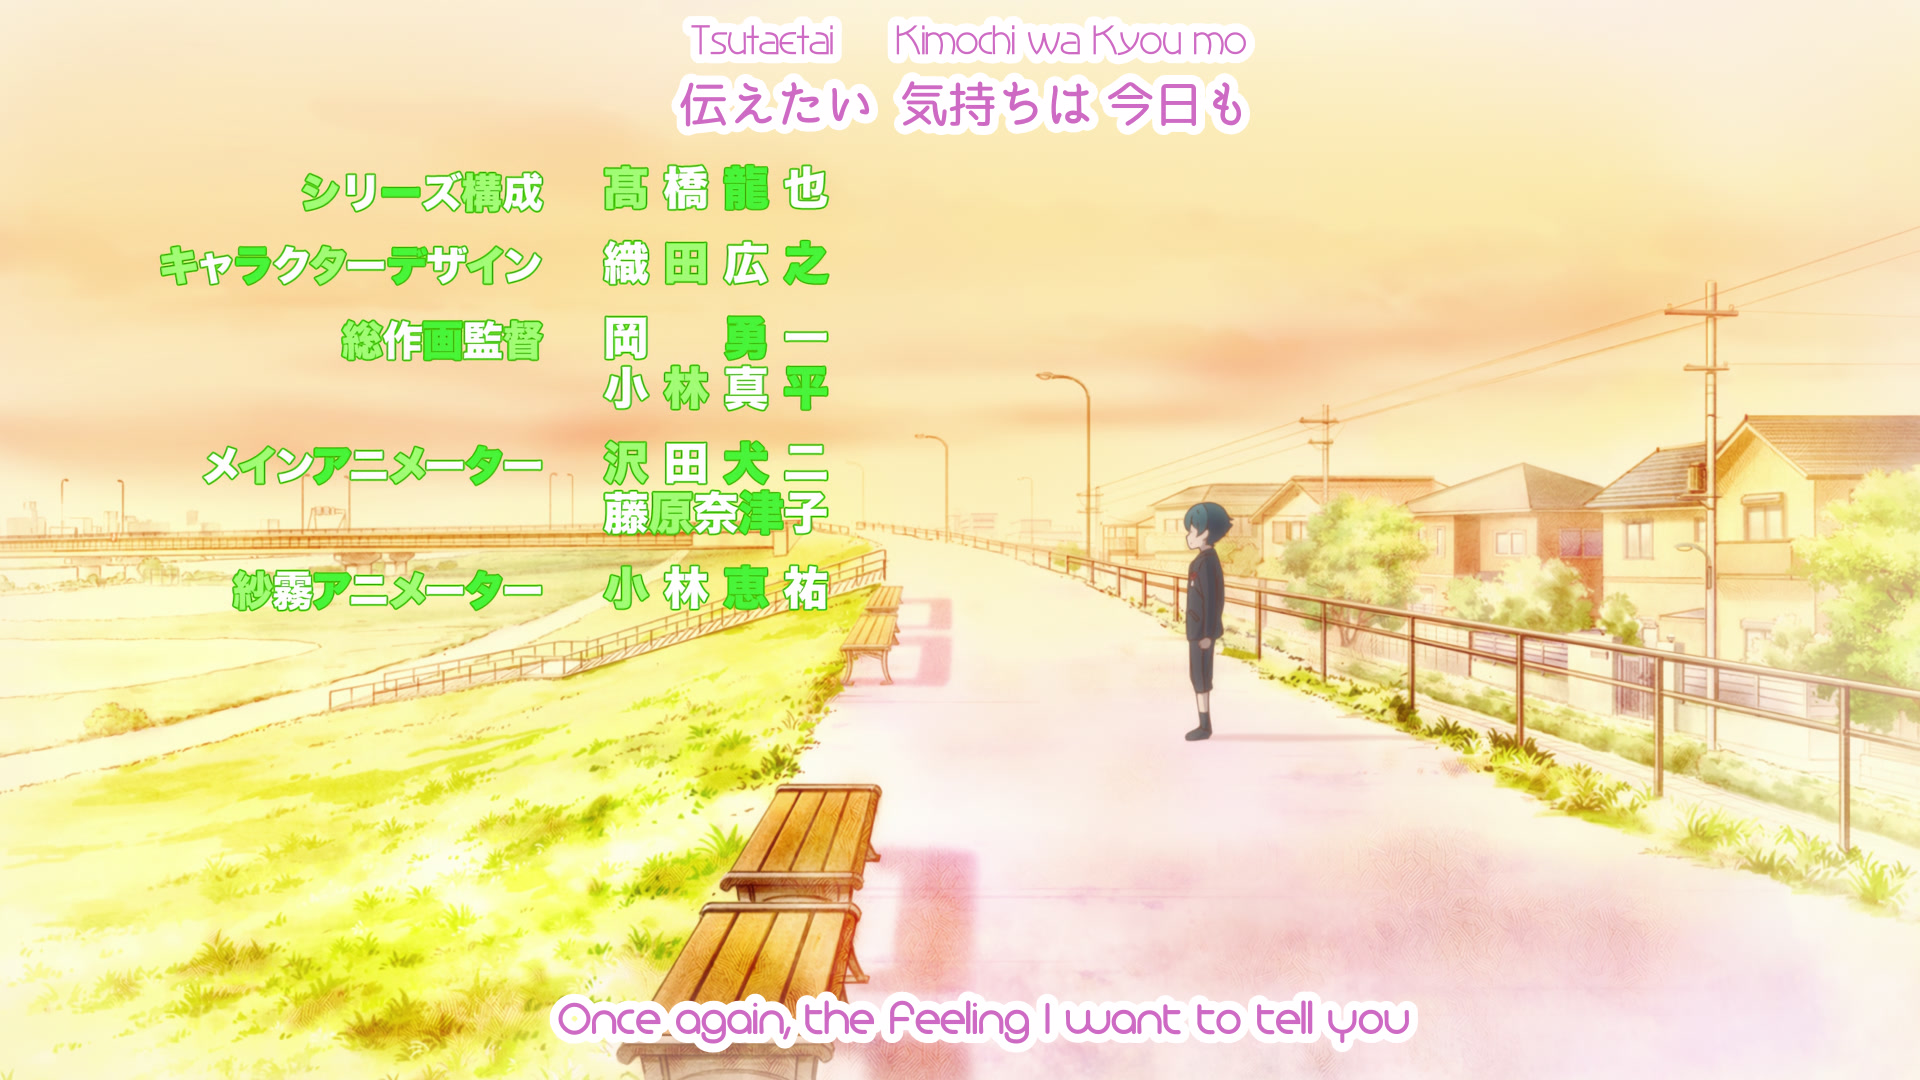 Tsutaetai Kimochi wa Kyou mo
伝えたい 気持ちは 今日も
シリーズ構成 髙橋龍也
キャラクターデザイン 織田広之
総作画監督 岡 勇一
小林真平
メインアニメーター 沢田犬二
藤原奈津子
紗霧アニメーター 小林恵祐
Once again, the feeling I want to tell you